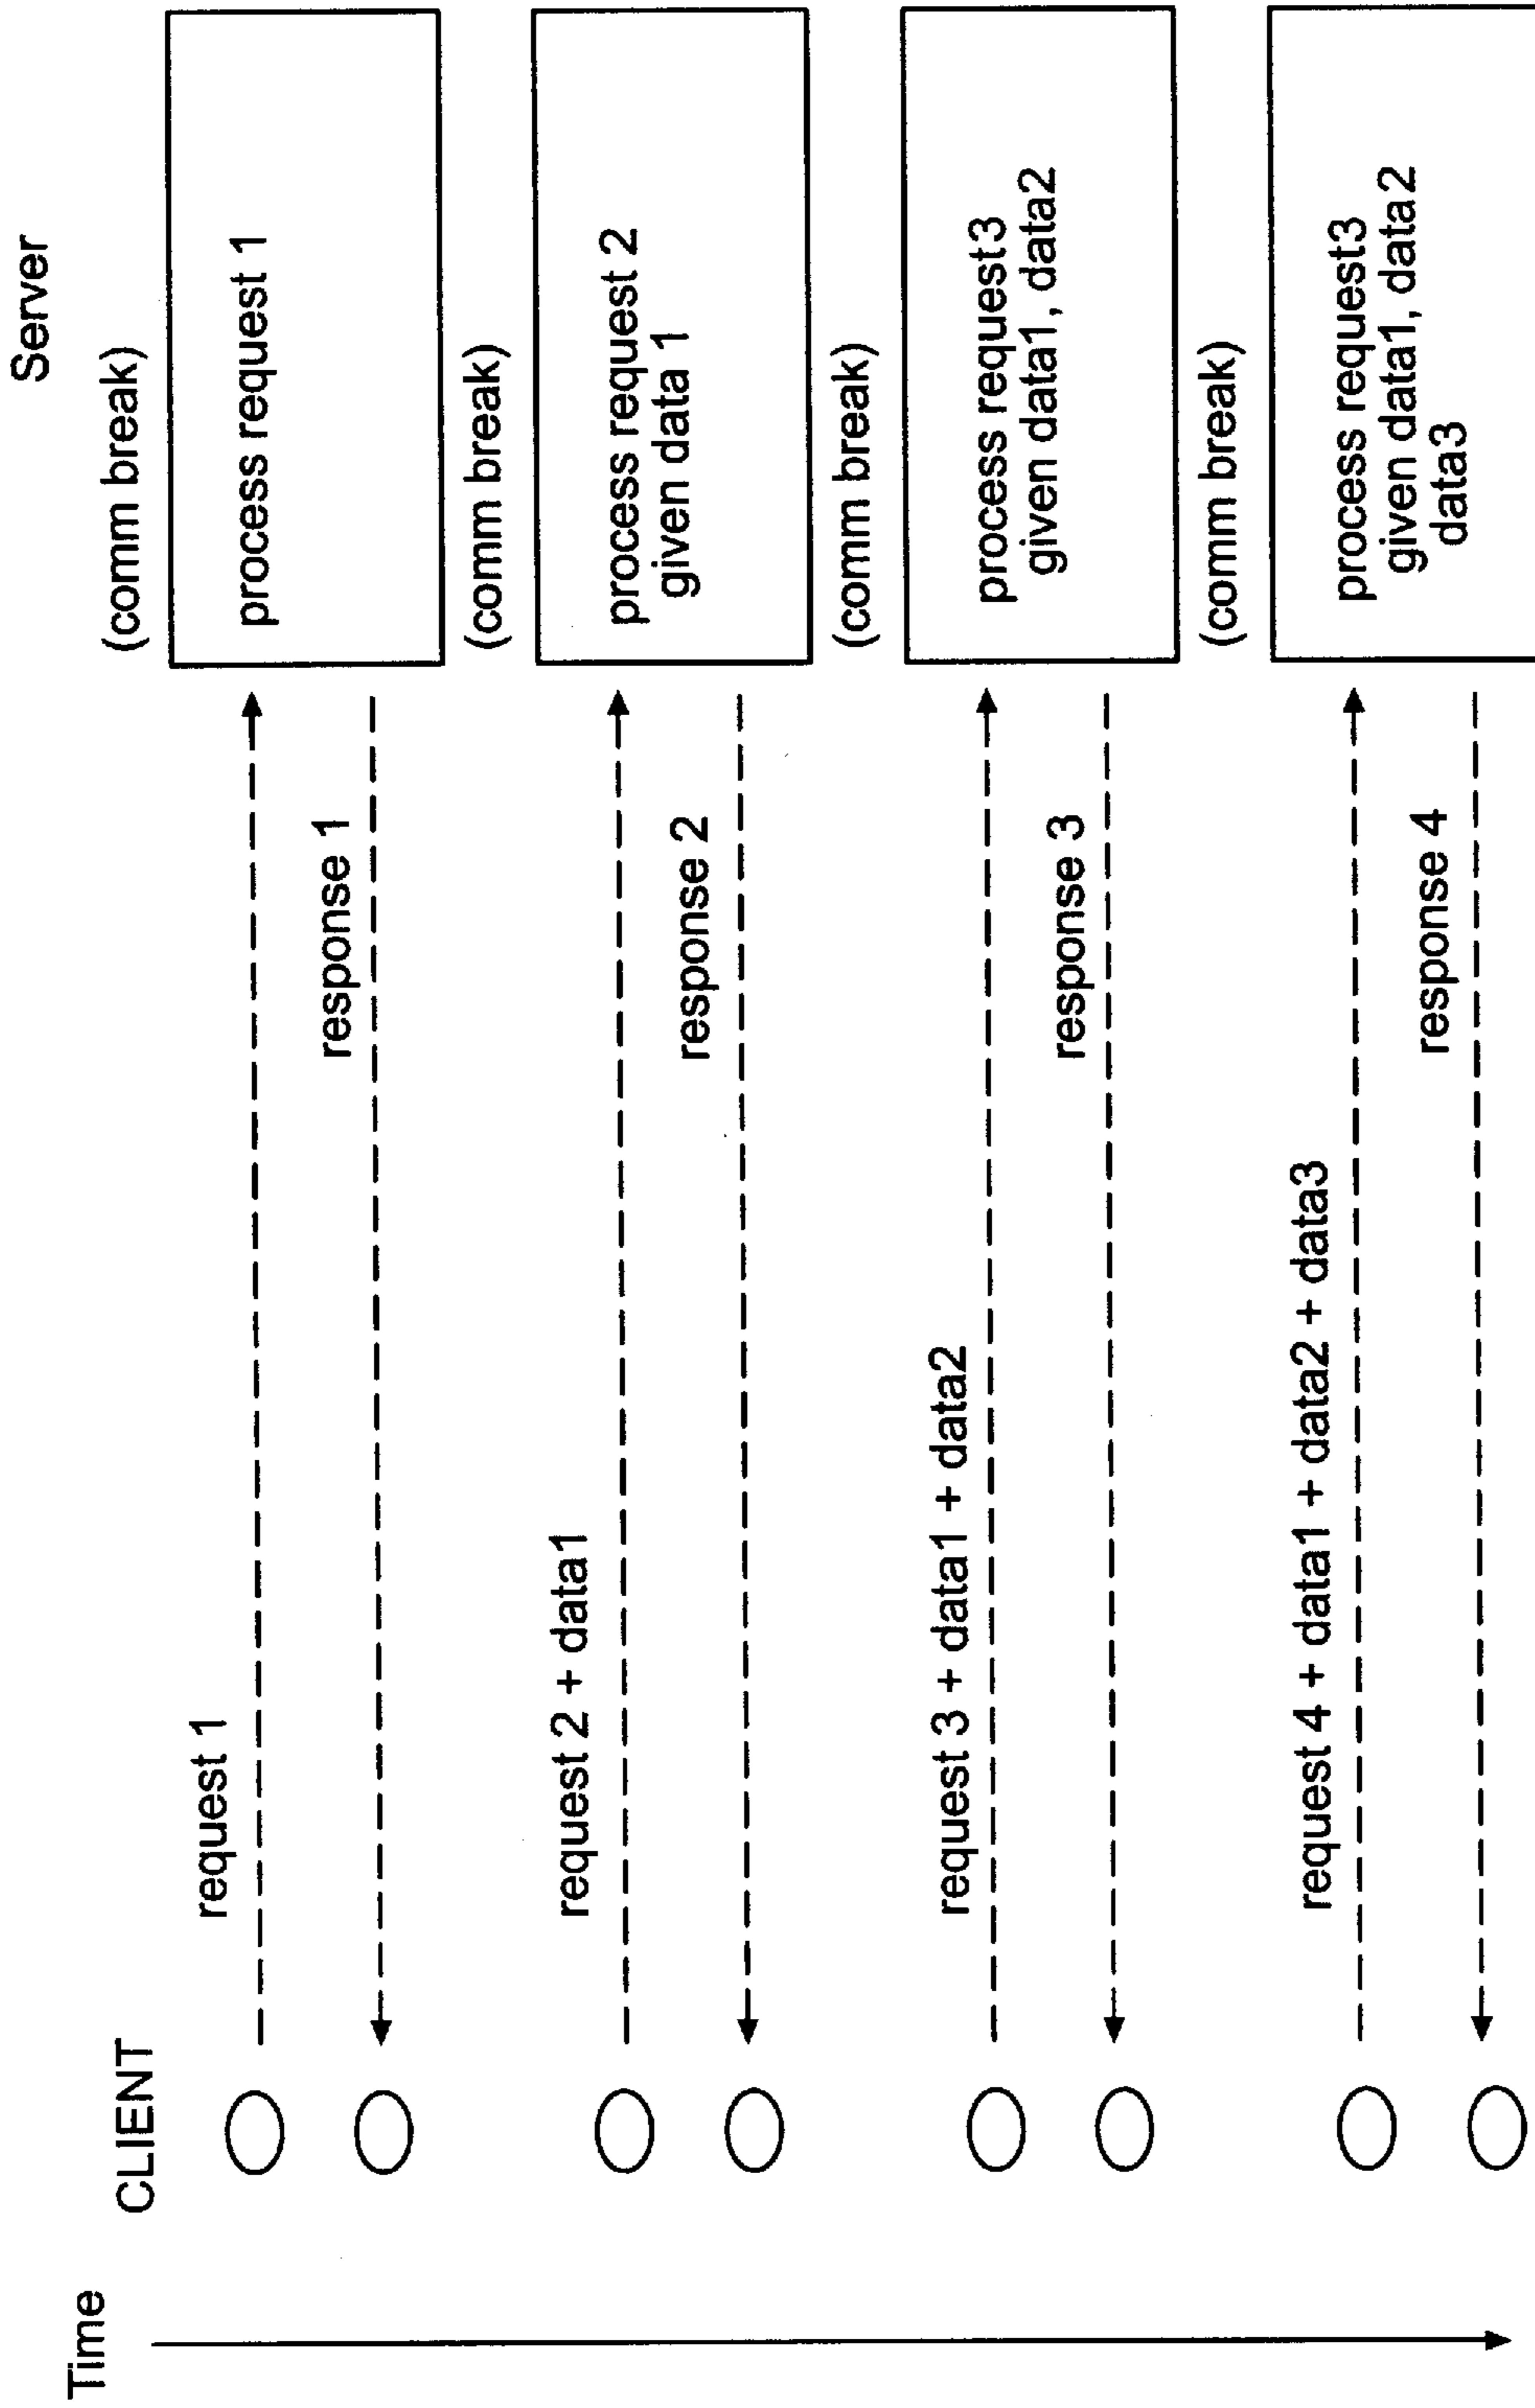 Time
CLIENT
Server
(comm break)
request 1
process request 1
response 1
(comm break)
request 2 + data1
process request 2
given data 1
response 2
(comm break)
request 3 + data1 + data2
process request3
given data1, data2
response 3
(comm break)
request 4 + data1 + data2 + data3
process request3
given data1, data2
data3
response 4